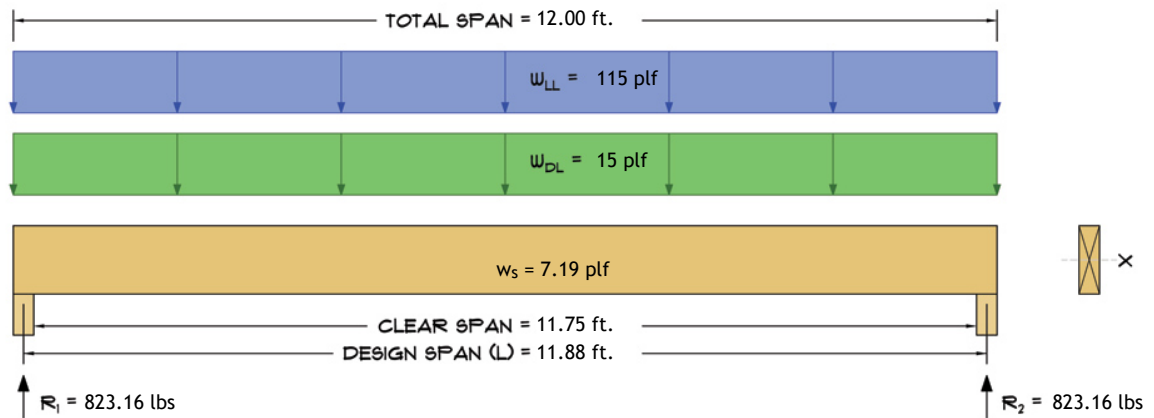 TOTAL SPAN = 12.00 ft.
WLL = 115 plf
WDL = 15 plf
ws = 7.19 plf
X
CLEAR SPAN = 11.75 ft.
DESIGN SPAN (L) = 11.88 ft.
R1 = 823.16 lbs
R2 = 823.16 lbs